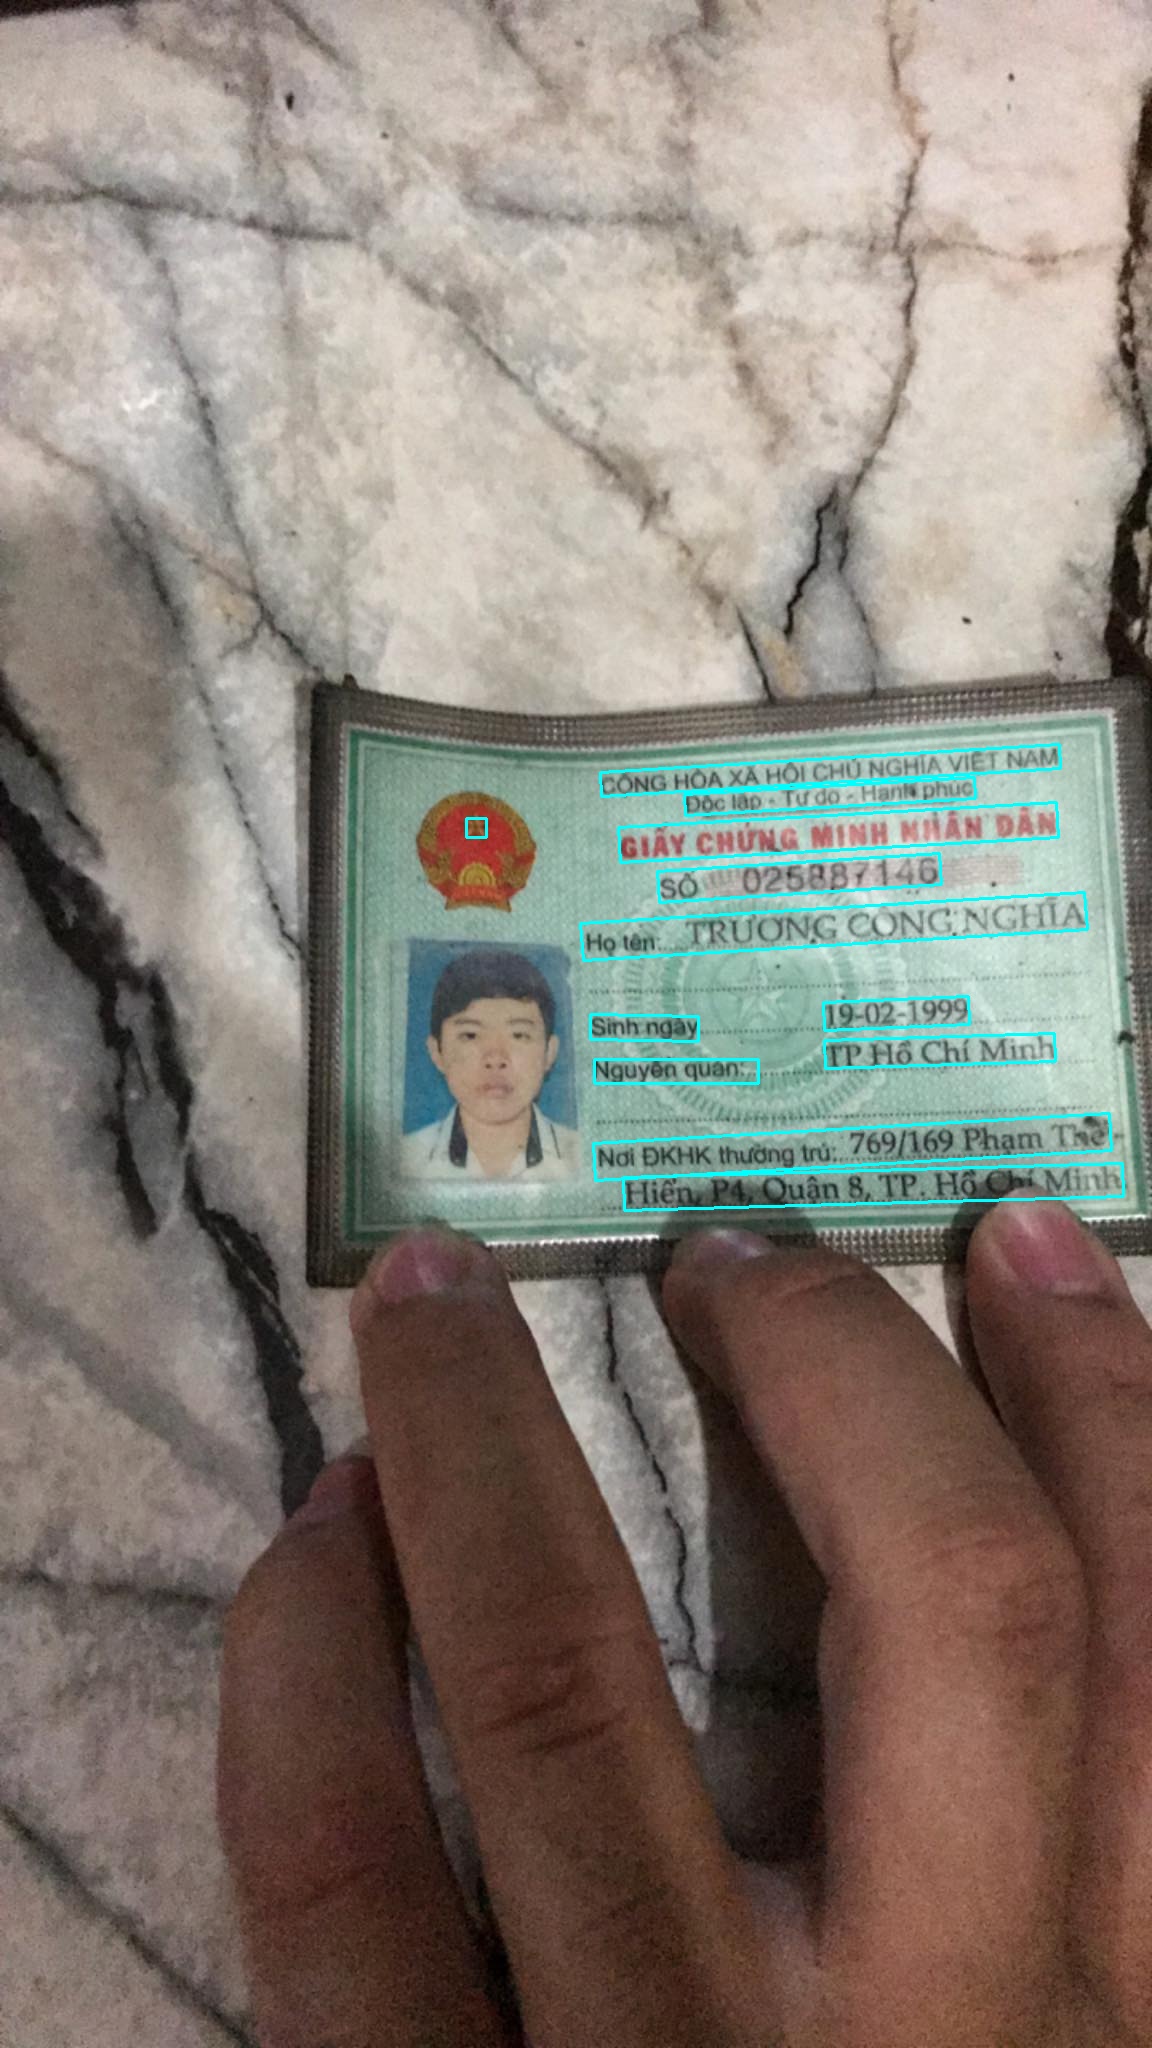 CỘNG HÒA XÃ HỘI CHỦ NGHĨA VIỆT NAM
Độc lập - Tự do - Hạnh phúc
GIẤY CHỨNG MINH NHÂN DÂN
SỐ 025887146
Họ tên: TRƯƠNG CÔNG NGHĨA
Sinh ngày 19-02-1999
Nguyên quán: TP Hồ Chí Minh
Nơi ĐKHK thường trú: 769/169 Phạm Thế
Hiển, P4, Quận 8, TP. Hồ Chí Minh